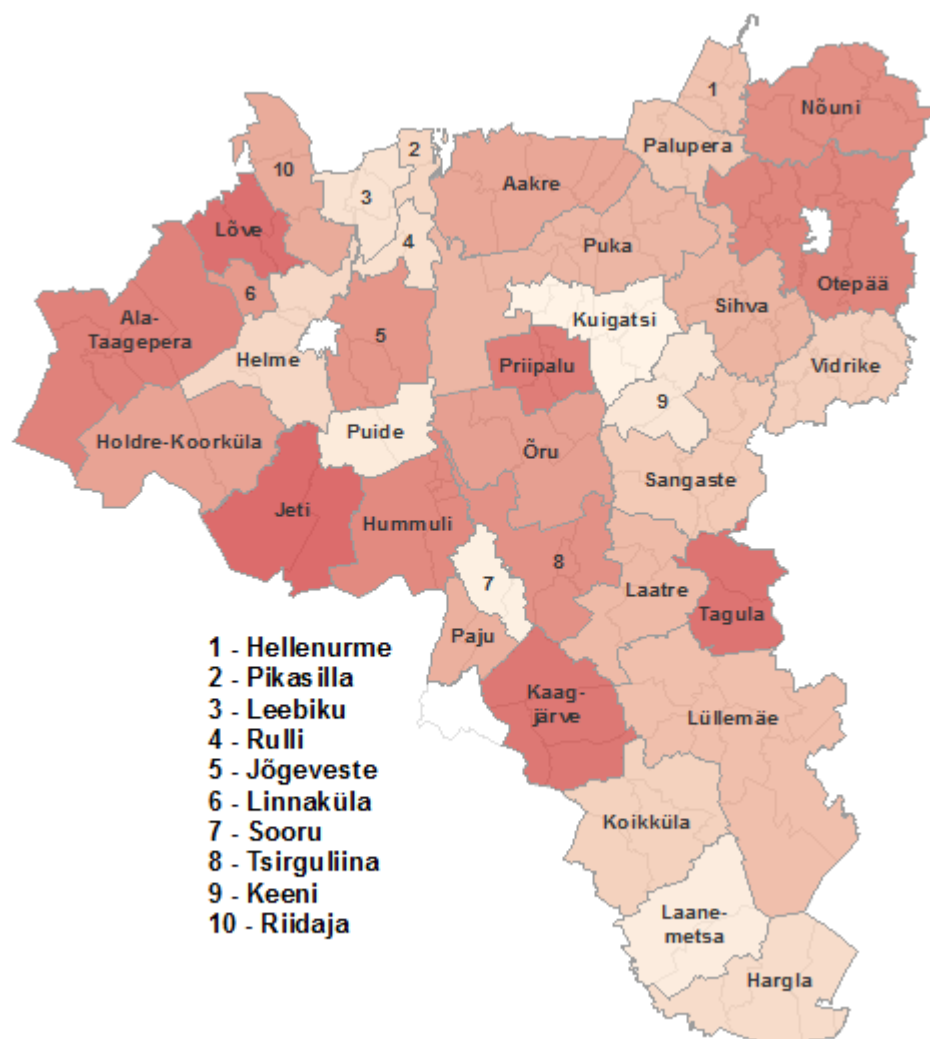 1
Nõuni
Palupera
2
10
3
Aakre
Lõve
4
Puka
Otepää
6
Ala-
Taagepera
5
Kuigatsi
Sihva
Helme
Priipalu
Vidrike
9
Holdre-Koorküla
Puide
Õru
Sangaste
Jeti
Hummuli
7
8
Laatre
Tagula
Paju
Kaag-
järve
Lüllemäe
Koikküla
Laane-
metsa
Hargla
1 - Hellenurme
2 - Pikasilla
3 - Leebiku
4 - Rulli
5 - Jõgeveste
6 - Linnaküla
7 - Sooru
8 - Tsirguliina
9 - Keeni
10 - Riidaja